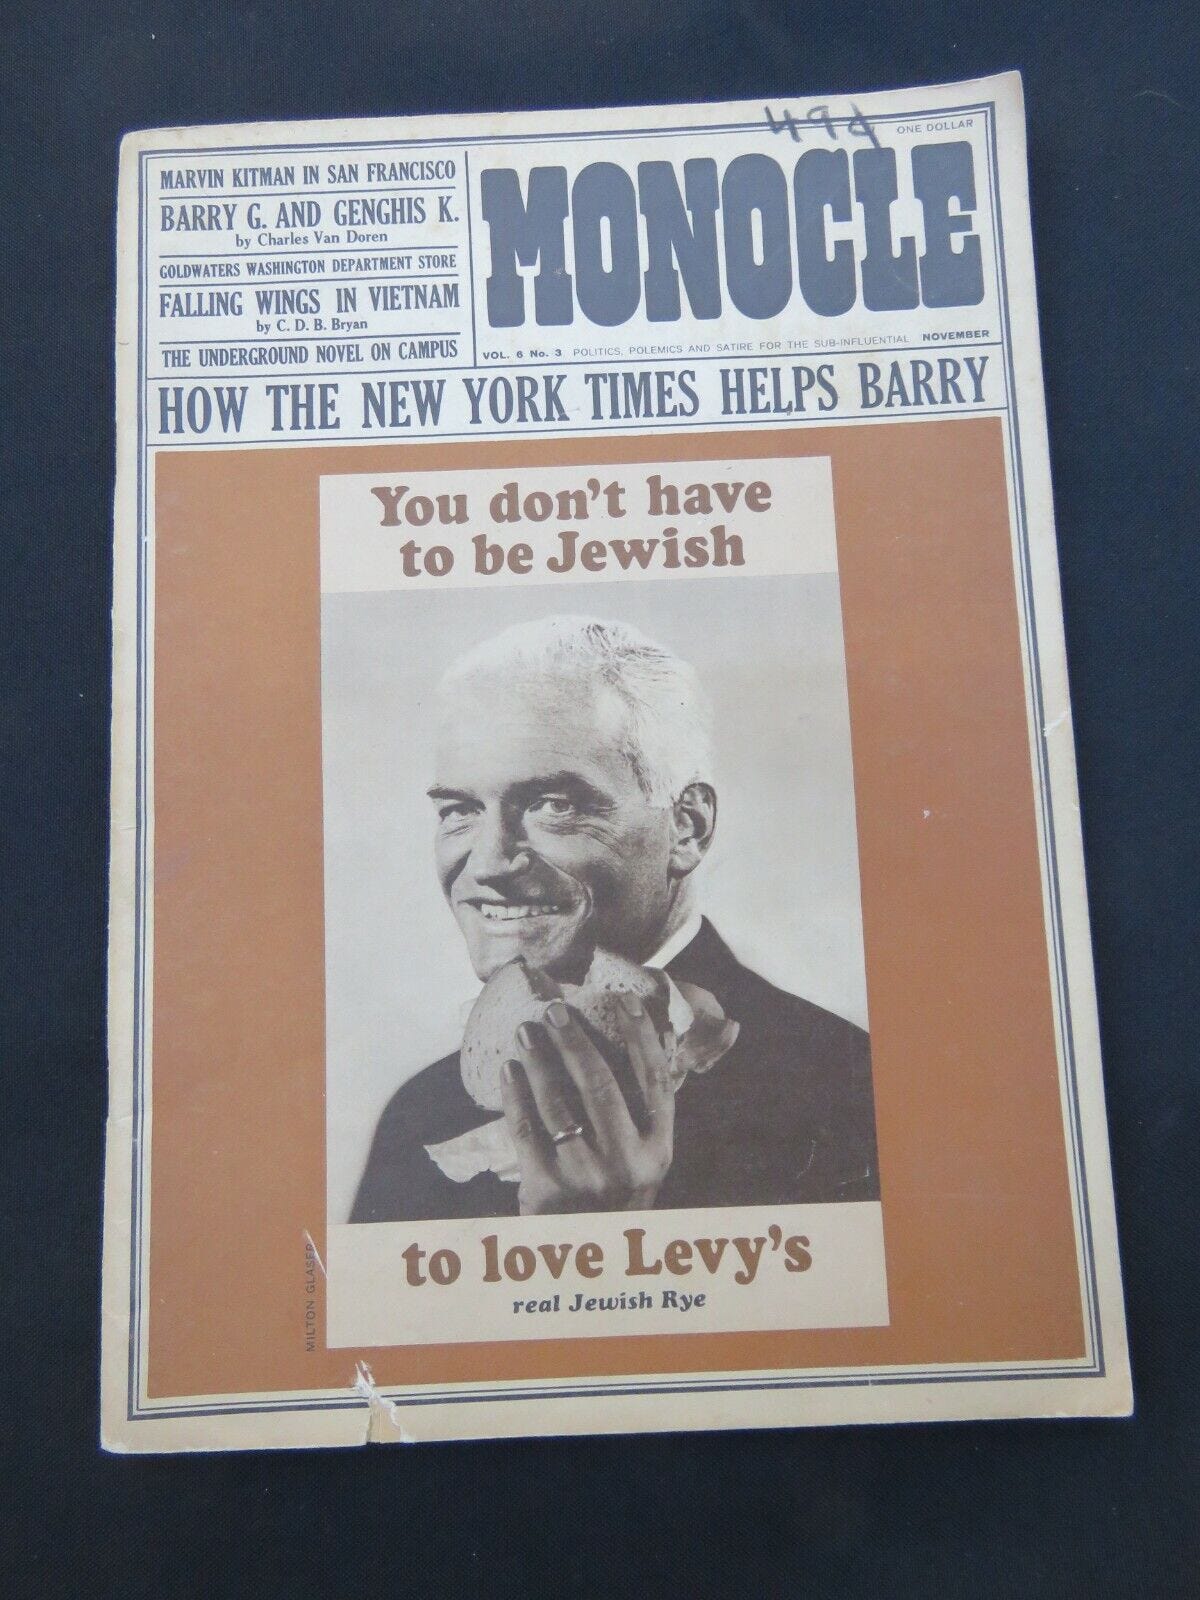 49¢
ONE DOLLAR
MARVIN KITMAN IN SAN FRANCISCO
BARRY G. AND GENGHIS K.
by Charles Van Doren
GOLDWATERS WASHINGTON DEPARTMENT STORE
FALLING WINGS IN VIETNAM
by C. D. B. Bryan
THE UNDERGROUND NOVEL ON CAMPUS
MONOCLE
VOL. 6 No. 3 POLITICS, POLEMICS AND SATIRE FOR THE SUB-INFLUENTIAL NOVEMBER
HOW THE NEW YORK TIMES HELPS BARRY
You don't have
to be Jewish
to love Levy's
real Jewish Rye
MILTON GLASER